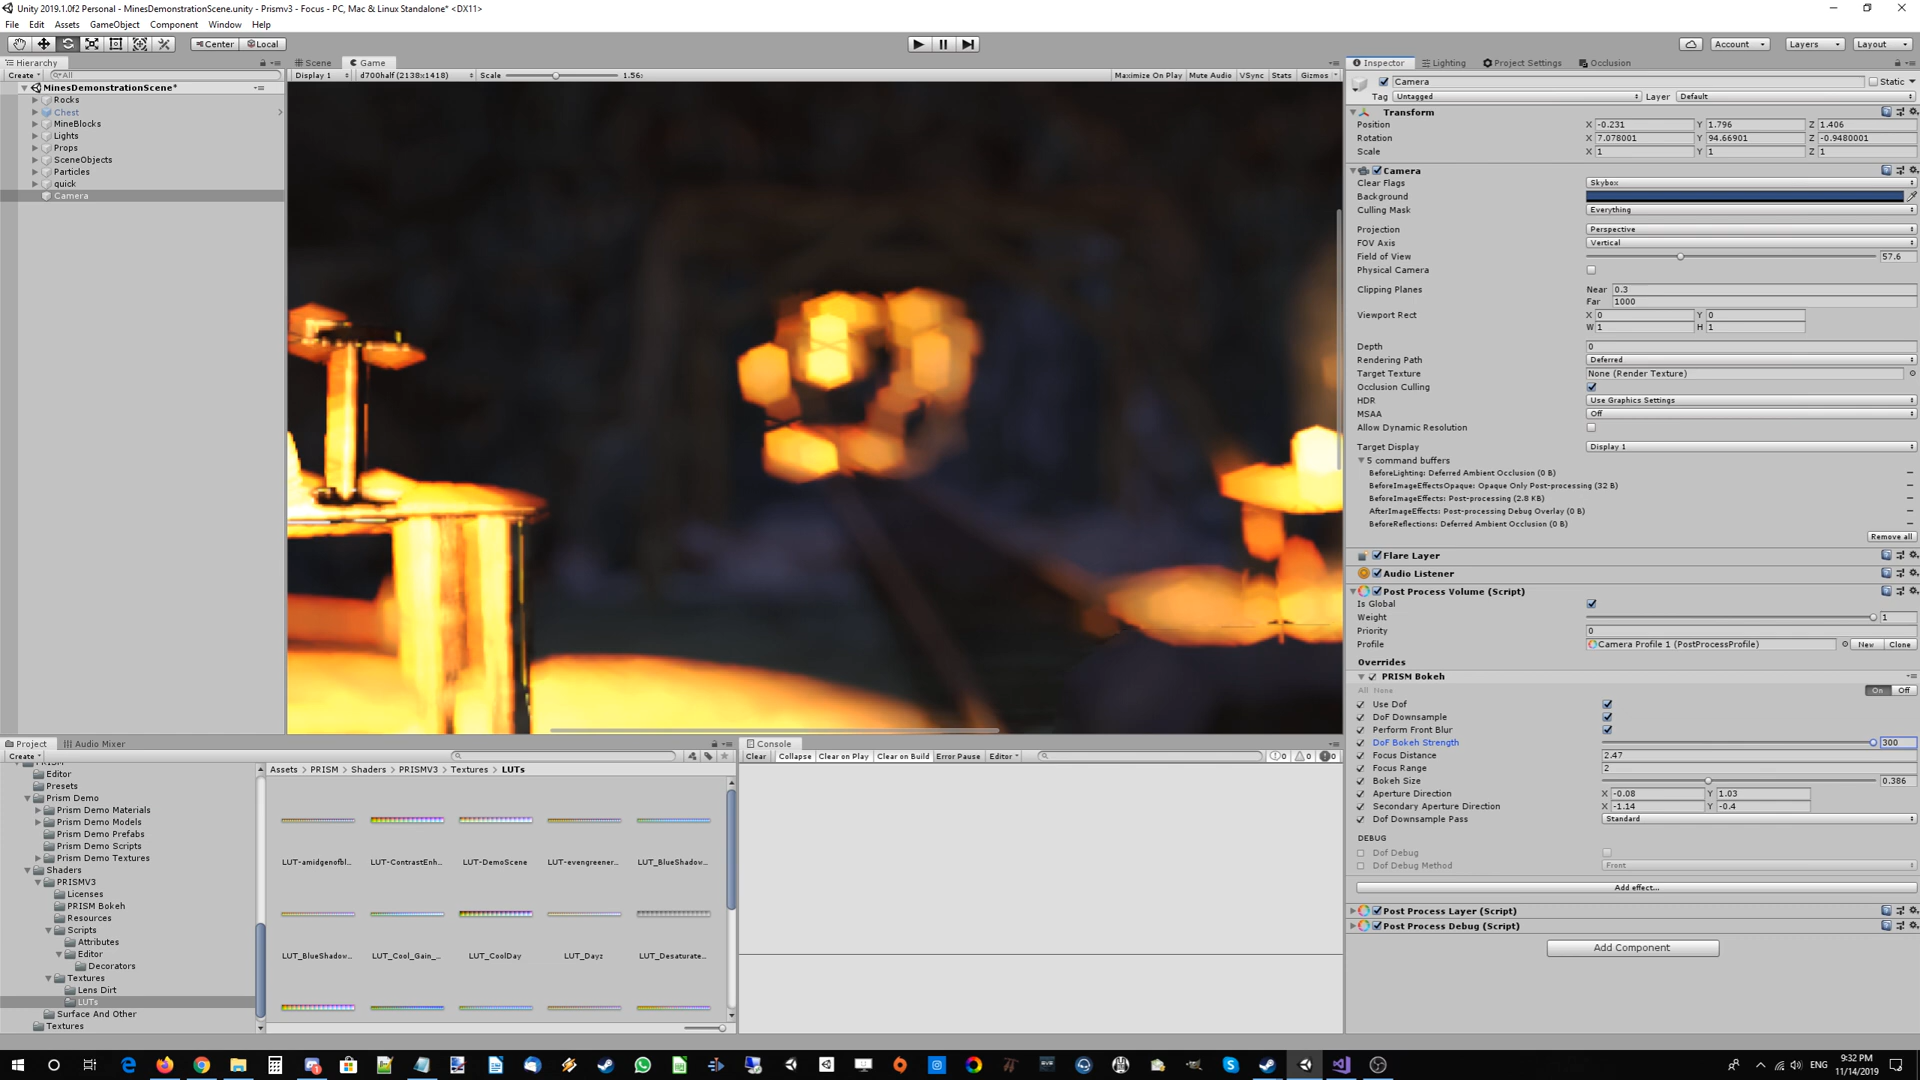 Unity 2019.1.0f2 Personal - MinesDemonstrationScene.unity - Prismv3 - Focus - PC, Mac & Linux Standalone* <DX11>
File Edit Assets GameObject Component Window Help
Center Local Account Layers Layout
Hierarchy
Create All
MinesDemonstrationScene*
Rocks
Chest
MineBlocks
Lights
Props
SceneObjects
Particles
quick
Camera
Scene Game
Display 1 d700half (2138x1418) Scale 1.56x Maximize On Play Mute Audio VSync Stats Gizmos
Inspector Lighting Project Settings Occlusion
Camera Static
Tag Untagged Layer Default
Transform
Position X -0.231 Y 1.796 Z 1.406
Rotation X 7.078001 Y 94.66901 Z -0.9480001
Scale X 1 Y 1 Z 1
Camera
Clear Flags Skybox
Background
Culling Mask Everything
Projection Perspective
FOV Axis Vertical
Field of View 57.6
Physical Camera
Clipping Planes Near 0.3
Far 1000
Viewport Rect X 0 Y 0
W 1 H 1
Depth 0
Rendering Path Deferred
Target Texture None (Render Texture)
Occlusion Culling
HDR Use Graphics Settings
MSAA Off
Allow Dynamic Resolution
Target Display Display 1
5 command buffers
BeforeLighting: Deferred Ambient Occlusion (0 B)
BeforeImageEffectsOpaque: Opaque Only Post-processing (32 B)
BeforeImageEffects: Post-processing (2.8 KB)
AfterImageEffects: Post-processing Debug Overlay (0 B)
BeforeReflections: Deferred Ambient Occlusion (0 B)
Remove all
Flare Layer
Audio Listener
Post Process Volume (Script)
Is Global
Weight 1
Priority 0
Profile Camera Profile 1 (PostProcessProfile) New Clone
Overrides
PRISM Bokeh
All None On Off
Use Dof
DoF Downsample
Perform Front Blur
DoF Bokeh Strength 300
Focus Distance 2.47
Focus Range 2
Bokeh Size 0.386
Aperture Direction X -0.08 Y 1.03
Secondary Aperture Direction X -1.14 Y -0.4
Dof Downsample Pass Standard
DEBUG
Dof Debug
Dof Debug Method Front
Add effect...
Post Process Layer (Script)
Post Process Debug (Script)
Add Component
Project Audio Mixer
Create
Editor
Presets
Prism Demo
Prism Demo Materials
Prism Demo Models
Prism Demo Prefabs
Prism Demo Scripts
Prism Demo Textures
Shaders
PRISMV3
Licenses
PRISM Bokeh
Resources
Scripts
Attributes
Editor
Decorators
Textures
Lens Dirt
LUTs
Surface And Other
Textures
Assets > PRISM > Shaders > PRISMV3 > Textures > LUTs
LUT-amidgenofbl... LUT-ContrastEnh... LUT-DemoScene LUT-evengreener... LUT_BlueShadow...
LUT_BlueShadow... LUT_Cool_Gain_... LUT_CoolDay LUT_Dayz LUT_Desaturate...
Console
Clear Collapse Clear on Play Clear on Build Error Pause Editor 0 0 0
ENG 9:32 PM
11/14/2019